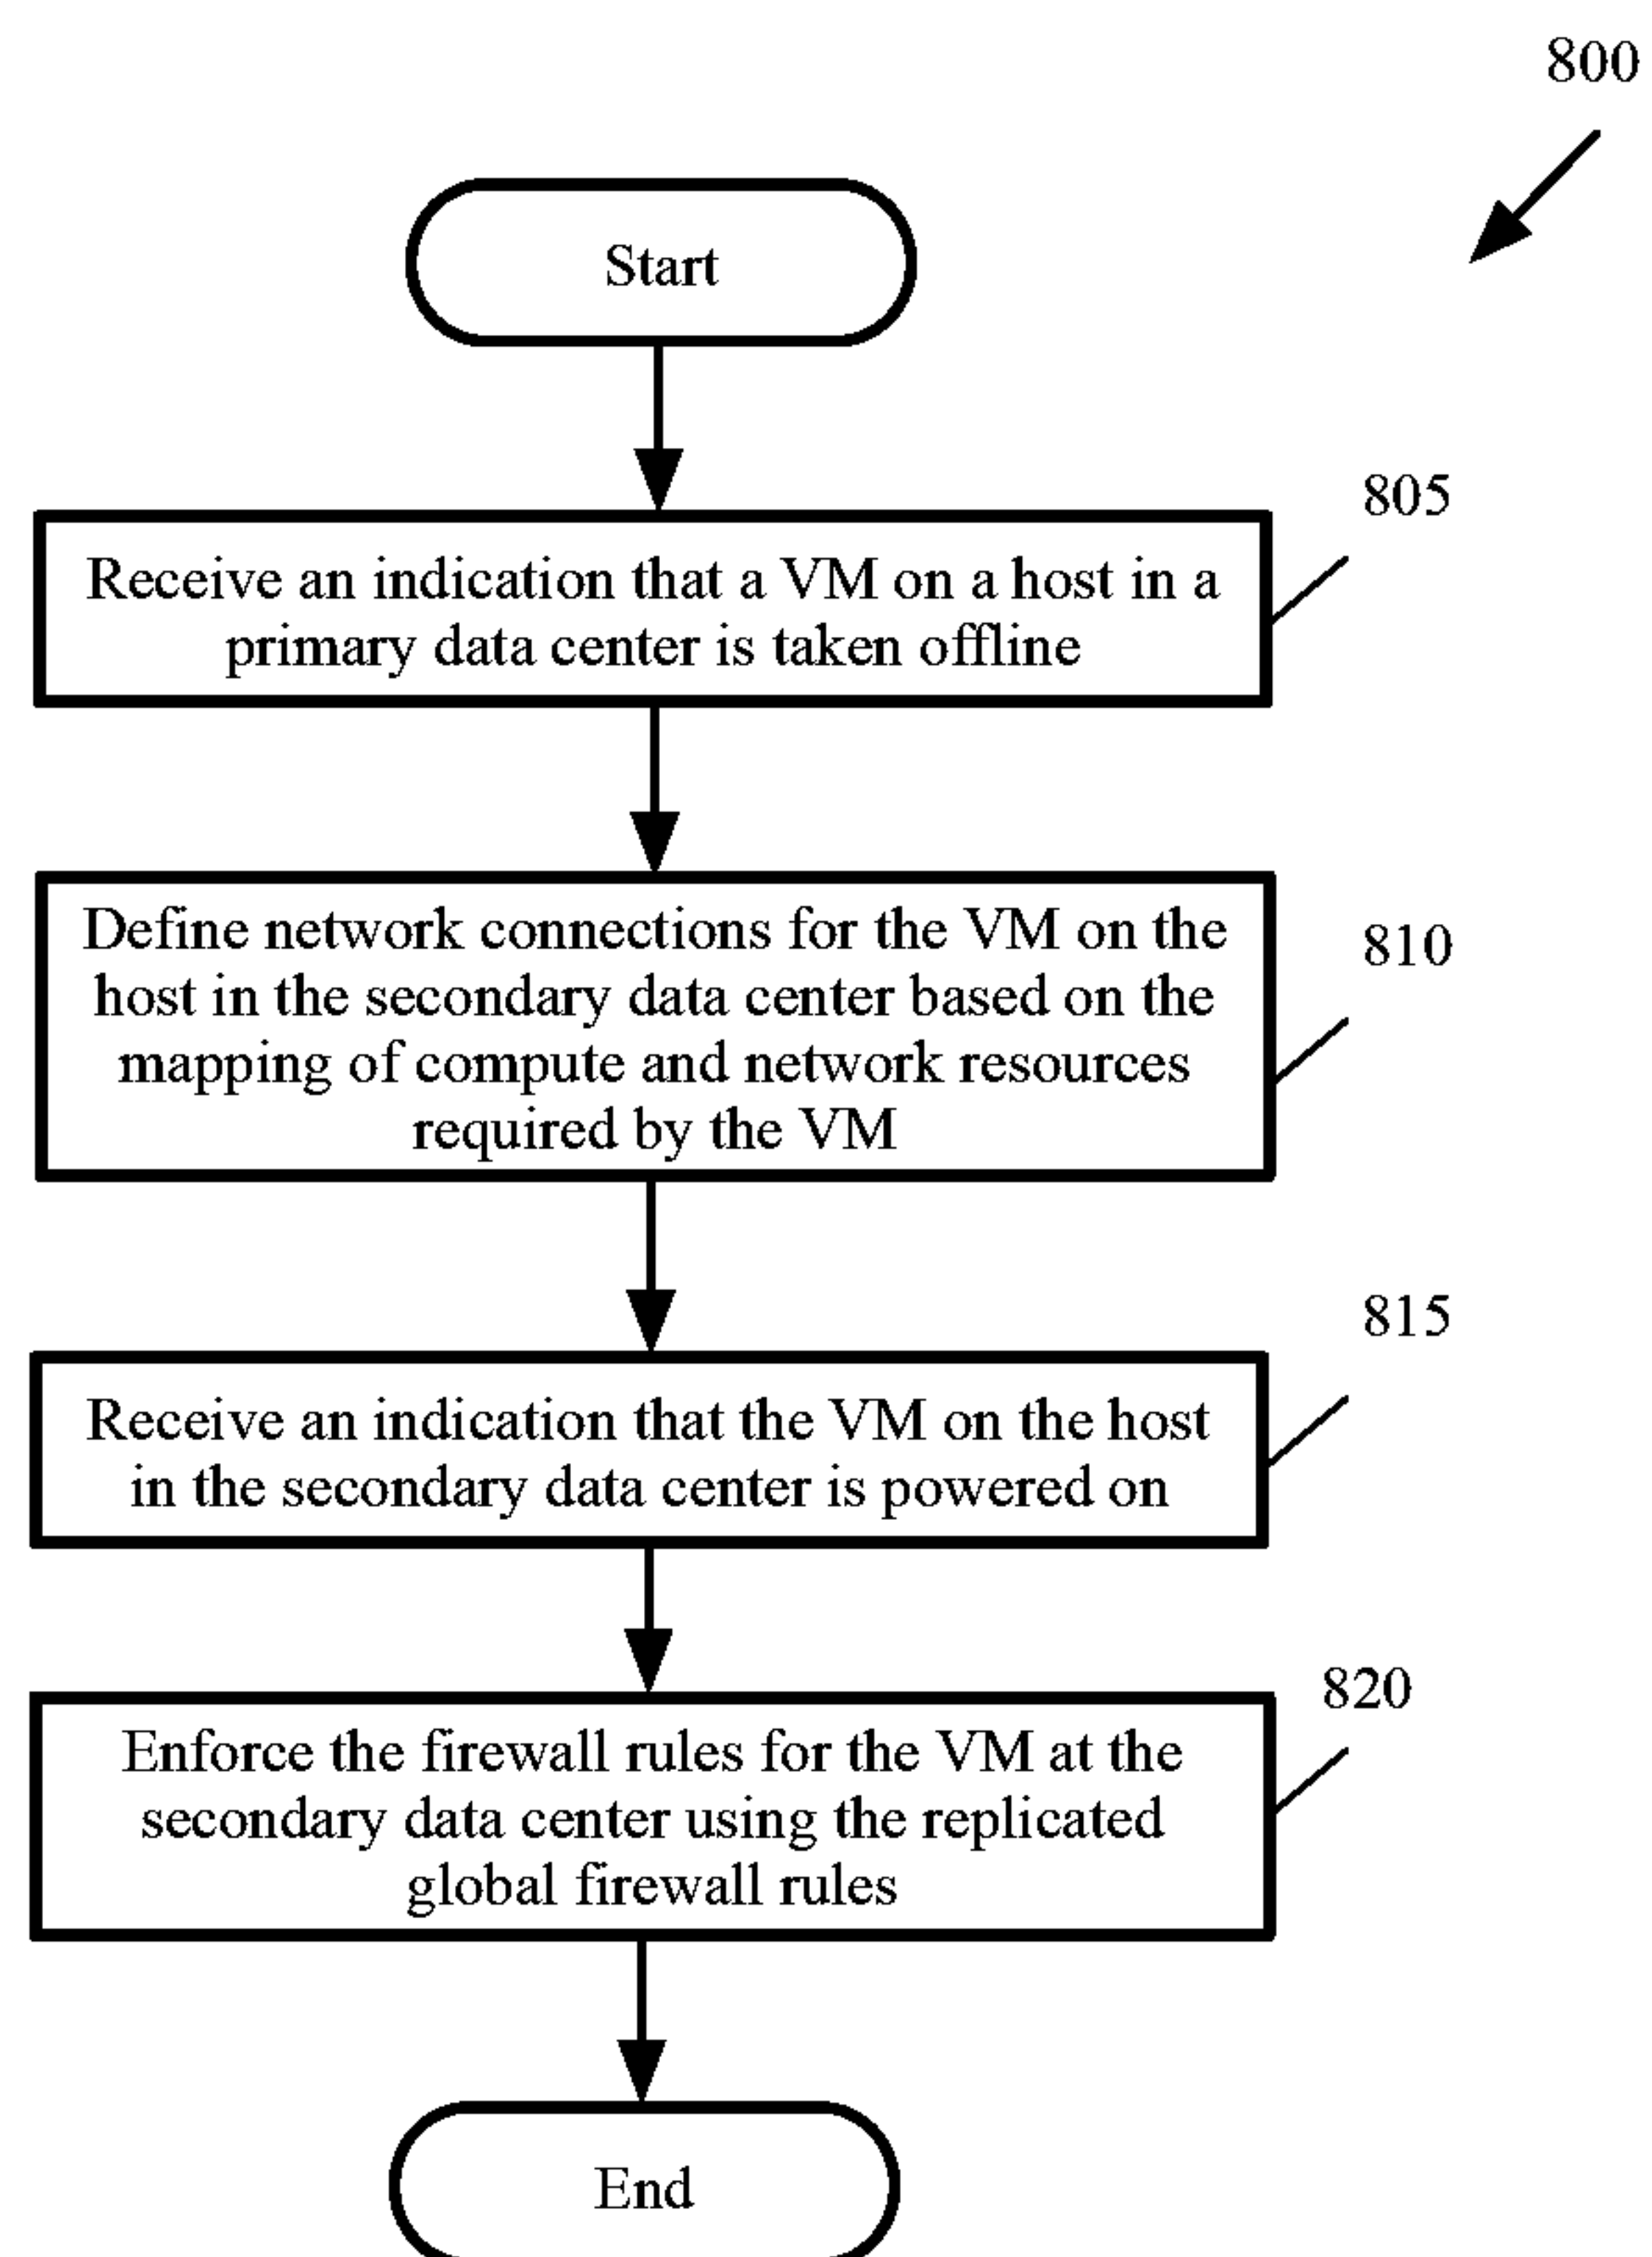 800
Start
805
Receive an indication that a VM on a host in a
primary data center is taken offline
Define network connections for the VM on the
host in the secondary data center based on the
mapping of compute and network resources
required by the VM
810
815
Receive an indication that the VM on the host
in the secondary data center is powered on
820
Enforce the firewall rules for the VM at the
secondary data center using the replicated
global firewall rules
End